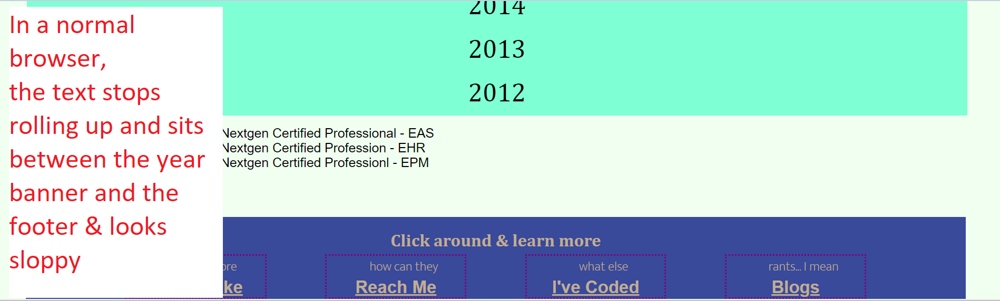 2014
In a normal
browser,
2013
the text stops
2012
rolling up and sits
Nextgen Certified Professional - EAS
Nextgen Certified Profession - EHR
between the year
Nextgen Certified Professionl - EPM
banner and the
footer & looks
Click around & learn more
sloppy
ore how can they what else rants... I mean
ke Reach Me I've Coded Blogs